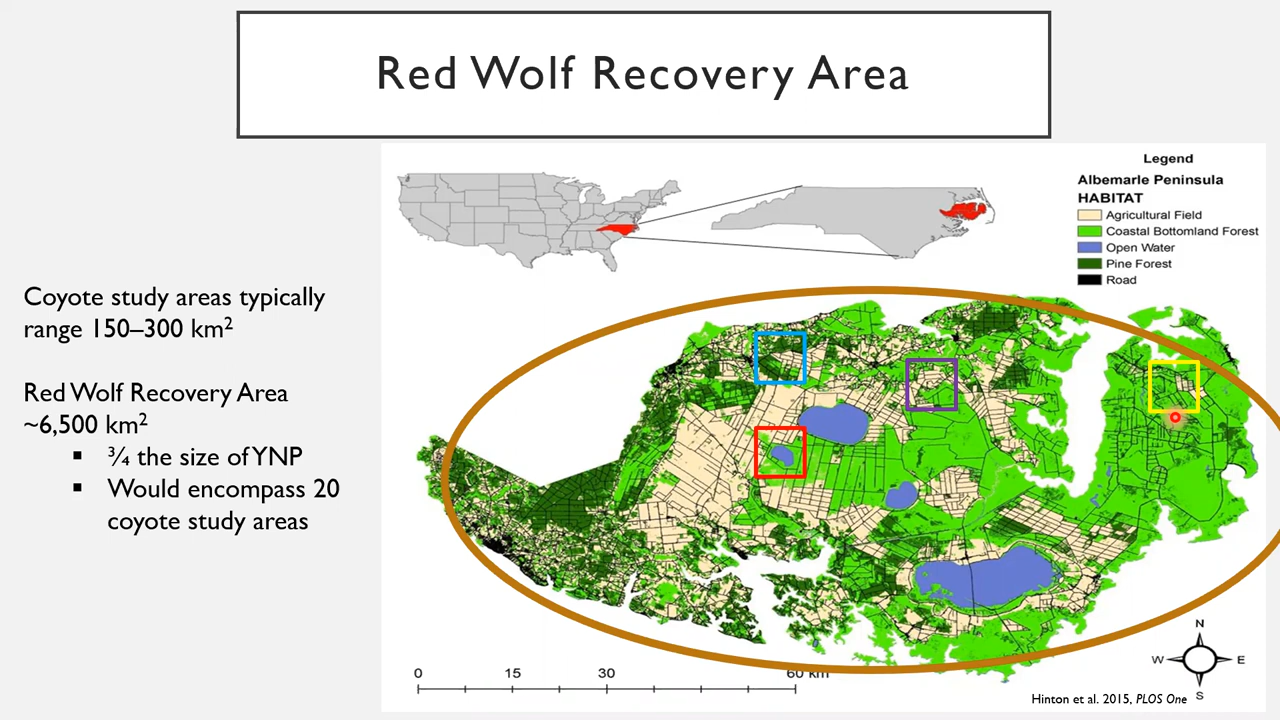 Red Wolf Recovery Area
Coyote study areas typically
range 150–300 km²
Red Wolf Recovery Area
~6,500 km²
▪ ¾ the size of YNP
▪ Would encompass 20
coyote study areas
Legend
Albemarle Peninsula
HABITAT
Agricultural Field
Coastal Bottomland Forest
Open Water
Pine Forest
Road
0 15 30 60 km
N
W E
S
Hinton et al. 2015, PLOS One